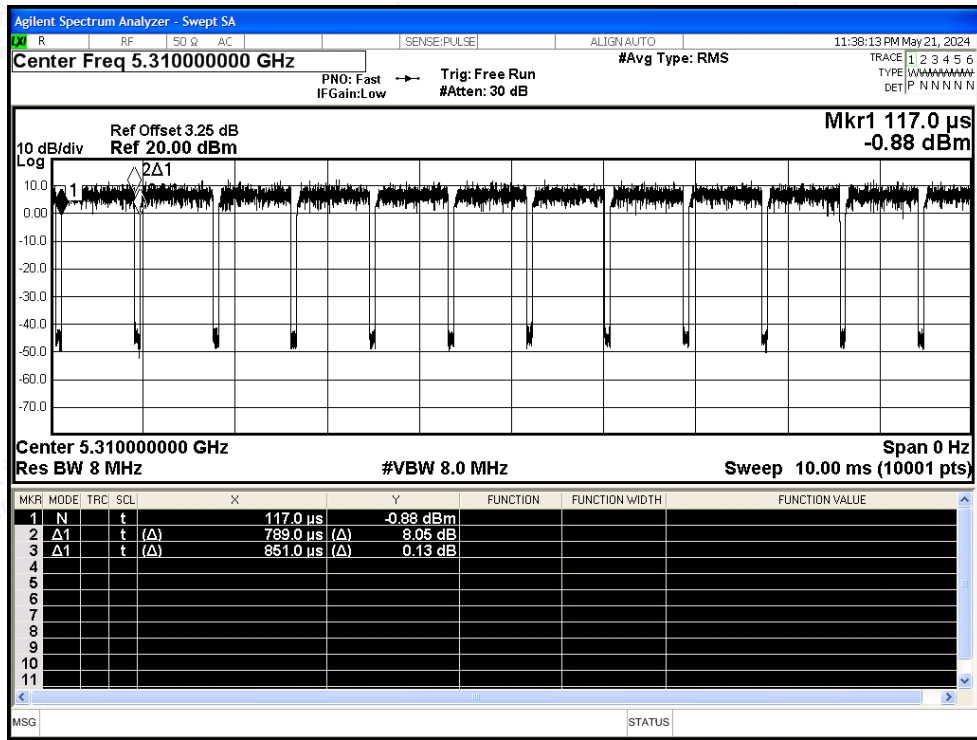 Agilent Spectrum Analyzer - Swept SA
LXI R RF 50 Ω AC SENSE:PULSE ALIGN AUTO 11:38:13 PM May 21, 2024
Center Freq 5.310000000 GHz
PNO: Fast
IFGain:Low
Trig: Free Run
#Atten: 30 dB
#Avg Type: RMS
TRACE 1 2 3 4 5 6
TYPE WWWWWW
DET P N N N N N
Ref Offset 3.25 dB
10 dB/div Ref 20.00 dBm
Mkr1 117.0 µs
-0.88 dBm
Log
10.0
0.00
-10.0
-20.0
-30.0
-40.0
-50.0
-60.0
-70.0
1
2Δ1
Center 5.310000000 GHz Span 0 Hz
Res BW 8 MHz #VBW 8.0 MHz Sweep 10.00 ms (10001 pts)
MKR MODE TRC SCL X Y FUNCTION FUNCTION WIDTH FUNCTION VALUE
1 N t 117.0 µs -0.88 dBm
2 Δ1 t (Δ) 789.0 µs (Δ) 8.05 dB
3 Δ1 t (Δ) 851.0 µs (Δ) 0.13 dB
4
5
6
7
8
9
10
11
MSG STATUS